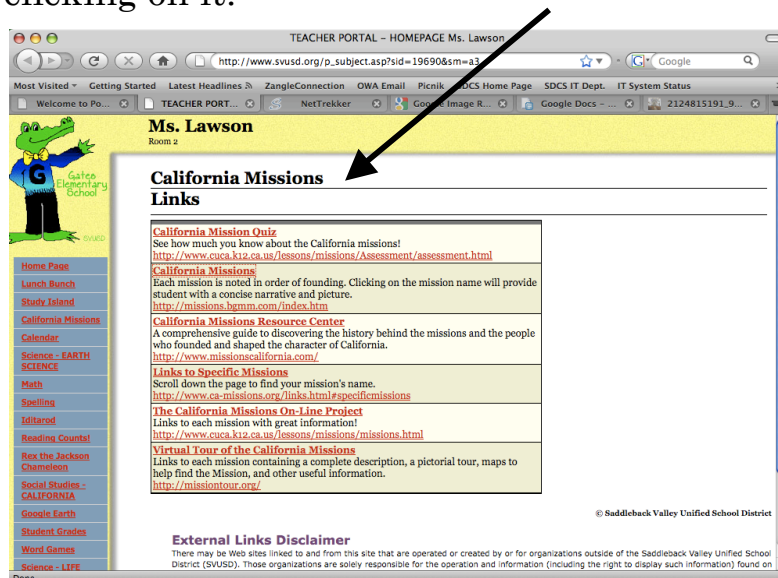 clicking on it.
TEACHER PORTAL – HOMEPAGE Ms. Lawson
http://www.svusd.org/p_subject.asp?sid=19690&sm=a3
Google
Most Visited Getting Started Latest Headlines ZangleConnection OWA Email Picnik SDCS Home Page SDCS IT Dept. IT System Status
Welcome to Po... TEACHER PORT... NetTrekker Google Image R... Google Docs – ... 2124815191_9...
Ms. Lawson
Room 2
G
Gates
Elementary
School
SVUSD
Home Page
Lunch Bunch
Study Island
California Missions
Calendar
Science - EARTH
SCIENCE
Math
Spelling
Iditarod
Reading Counts!
Rex the Jackson
Chameleon
Social Studies -
CALIFORNIA
Google Earth
Student Grades
Word Games
Science - LIFE
California Missions
Links
California Mission Quiz
See how much you know about the California missions!
http://www.cuca.k12.ca.us/lessons/missions/Assessment/assessment.html
California Missions
Each mission is noted in order of founding. Clicking on the mission name will provide
student with a concise narrative and picture.
http://missions.bgmm.com/index.htm
California Missions Resource Center
A comprehensive guide to discovering the history behind the missions and the people
who founded and shaped the character of California.
http://www.missionscalifornia.com/
Links to Specific Missions
Scroll down the page to find your mission's name.
http://www.ca-missions.org/links.html#specificmissions
The California Missions On-Line Project
Links to each mission with great information!
http://www.cuca.k12.ca.us/lessons/missions/missions.html
Virtual Tour of the California Missions
Links to each mission containing a complete description, a pictorial tour, maps to
help find the Mission, and other useful information.
http://missiontour.org/
© Saddleback Valley Unified School District
External Links Disclaimer
There may be Web sites linked to and from this site that are operated or created by or for organizations outside of the Saddleback Valley Unified School
District (SVUSD). Those organizations are solely responsible for the operation and information (including the right to display such information) found on